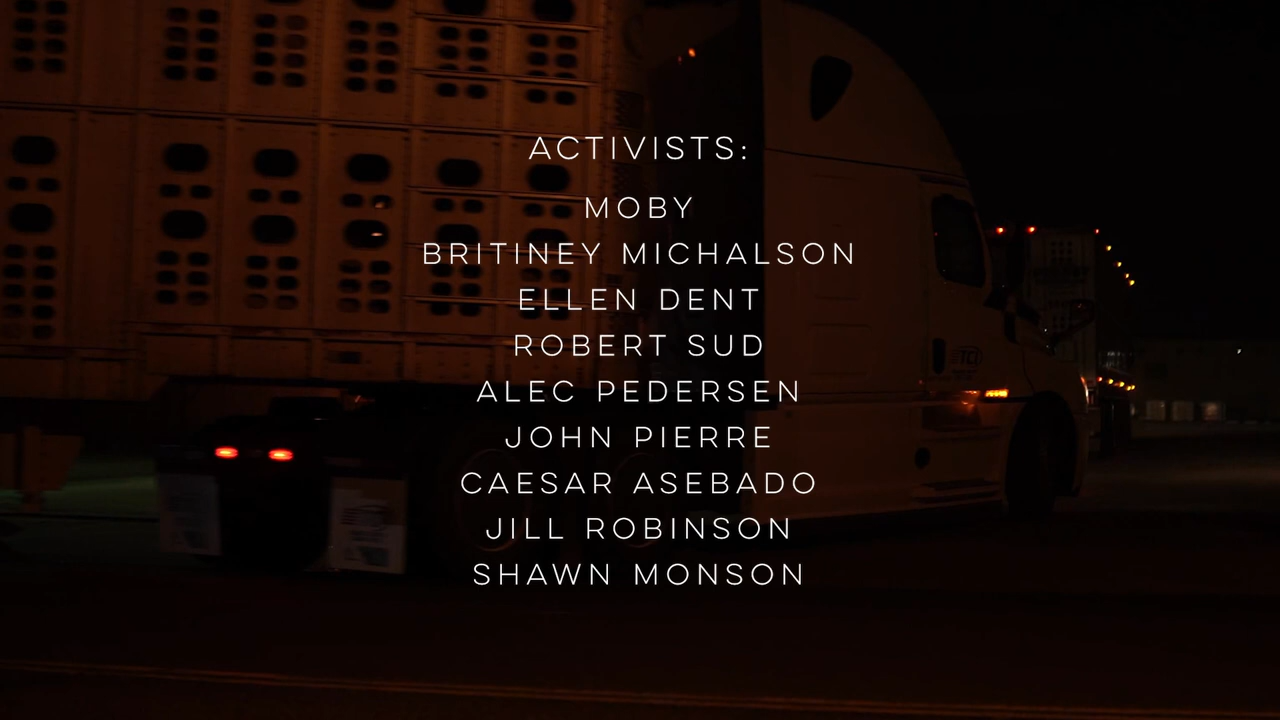 ACTIVISTS:
MOBY
BRITINEY MICHALSON
ELLEN DENT
ROBERT SUD
ALEC PEDERSEN
JOHN PIERRE
CAESAR ASEBADO
JILL ROBINSON
SHAWN MONSON